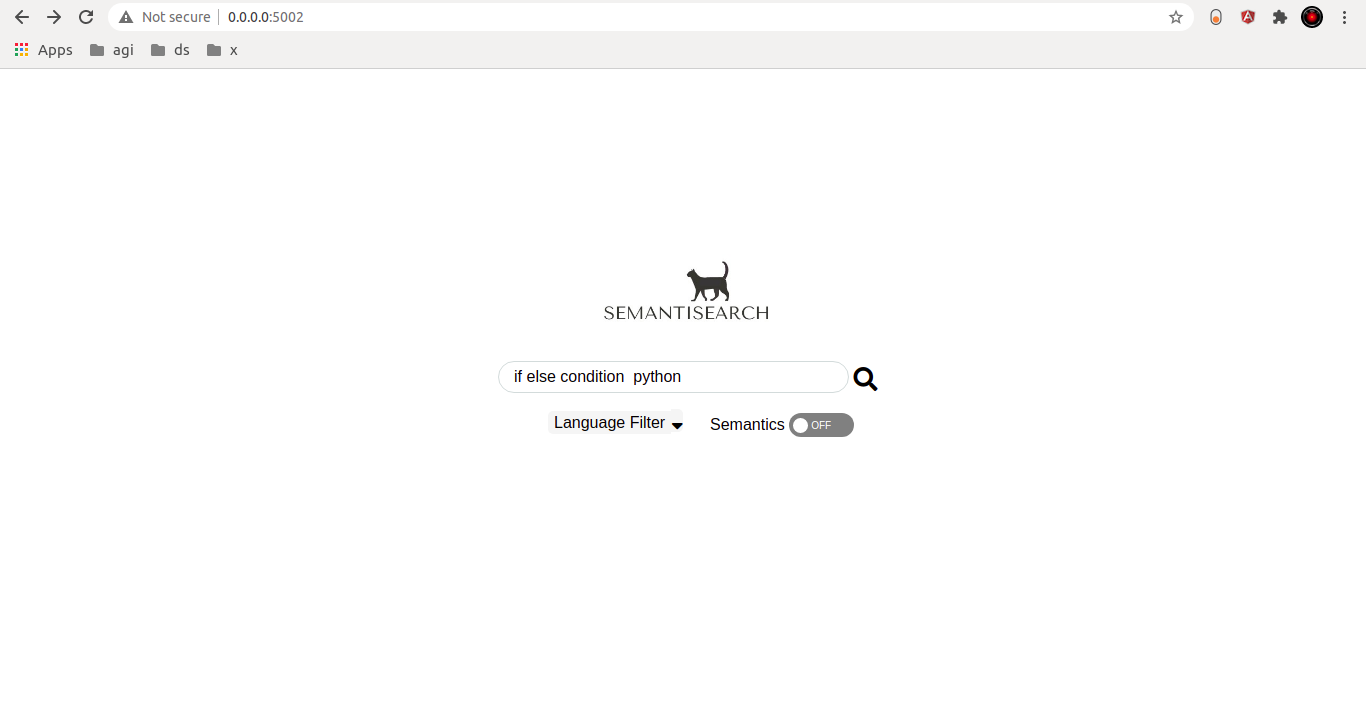 Not secure 0.0.0.0:5002
Apps agi ds x
SEMANTISEARCH
if else condition  python
Language Filter Semantics OFF